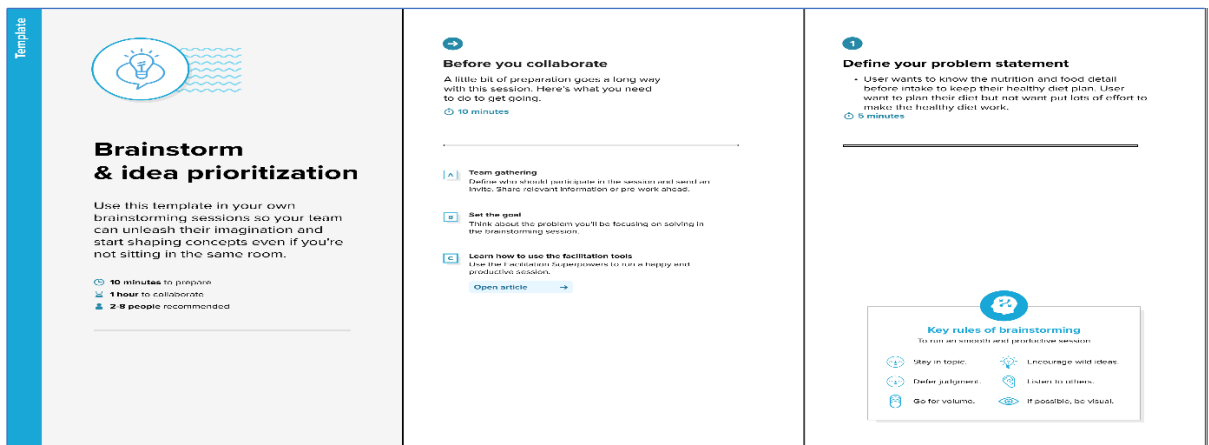 Template
Brainstorm
& idea prioritization
Use this template in your own
brainstorming sessions so your team
can unleash their imagination and
start shaping concepts even if you're
not sitting in the same room.
10 minutes to prepare
1 hour to collaborate
2-8 people recommended
Before you collaborate
A little bit of preparation goes a long way
with this session. Here's what you need
to do to get going.
10 minutes
A
Team gathering
Define who should participate in the session and send an
invite. Share relevant information or pre-work ahead.
B
Set the goal
Think about the problem you'll be focusing on solving in
the brainstorming session.
C
Learn how to use the facilitation tools
Use the Facilitation Superpowers to run a happy and
productive session.
Open article
1
Define your problem statement
• User wants to know the nutrition and food detail
before intake to keep their healthy diet plan. User
want to plan their diet but not want put lots of effort to
make the healthy diet work.
5 minutes
Key rules of brainstorming
To run an smooth and productive session
Stay in topic.
Encourage wild ideas.
Defer judgment.
Listen to others.
Go for volume.
If possible, be visual.